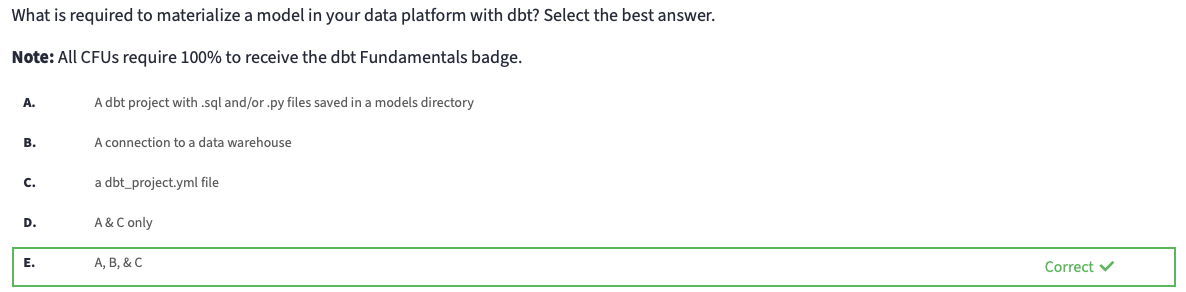 What is required to materialize a model in your data platform with dbt? Select the best answer.
Note: All CFUs require 100% to receive the dbt Fundamentals badge.
A. A dbt project with .sql and/or .py files saved in a models directory
B. A connection to a data warehouse
C. a dbt_project.yml file
D. A & C only
E. A, B, & C Correct ✓